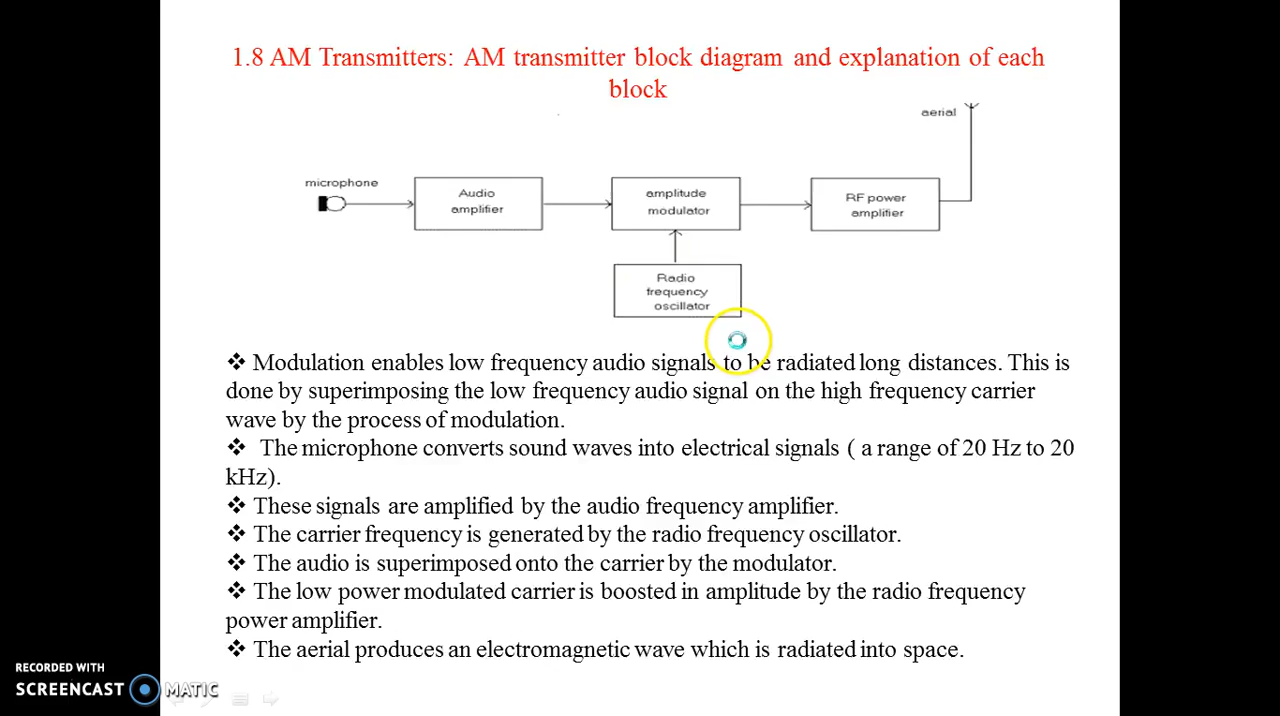 1.8 AM Transmitters: AM transmitter block diagram and explanation of each
block
aerial
microphone
Audio
amplifier
amplitude
modulator
RF power
amplifier
Radio
frequency
oscillator
❖ Modulation enables low frequency audio signals to be radiated long distances. This is
done by superimposing the low frequency audio signal on the high frequency carrier
wave by the process of modulation.
❖ The microphone converts sound waves into electrical signals ( a range of 20 Hz to 20
kHz).
❖ These signals are amplified by the audio frequency amplifier.
❖ The carrier frequency is generated by the radio frequency oscillator.
❖ The audio is superimposed onto the carrier by the modulator.
❖ The low power modulated carrier is boosted in amplitude by the radio frequency
power amplifier.
❖ The aerial produces an electromagnetic wave which is radiated into space.
RECORDED WITH
SCREENCAST MATIC